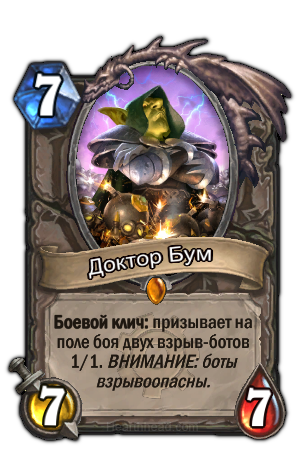 7
Доктор Бум
Боевой клич: призывает на
поле боя двух взрыв-ботов
1/1. ВНИМАНИЕ: боты
взрывоопасны.
7
7